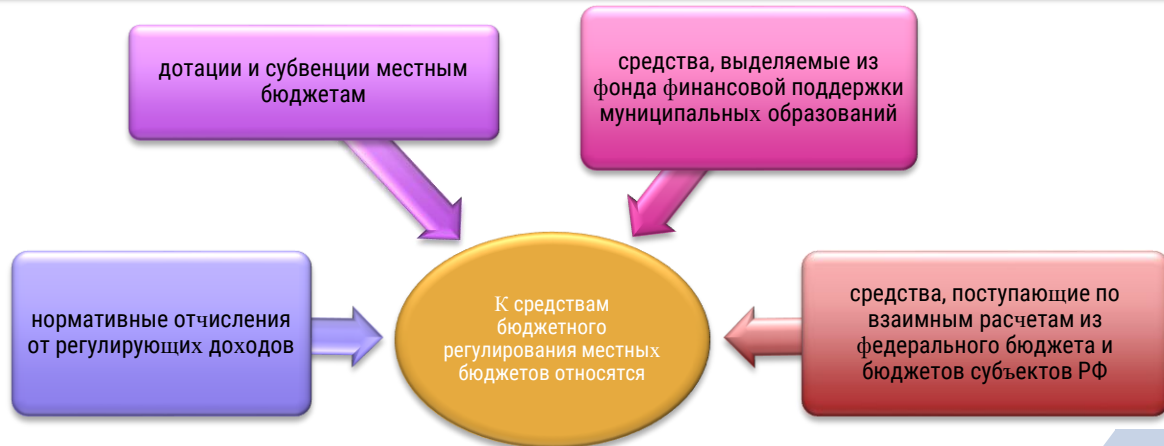 дотации и субвенции местным
бюджетам
средства, выделяемые из
фонда финансовой поддержки
муниципальных образований
нормативные отчисления
от регулирующих доходов
К средствам
бюджетного
регулирования местных
бюджетов относятся
средства, поступающие по
взаимным расчетам из
федерального бюджета и
бюджетов субъектов РФ